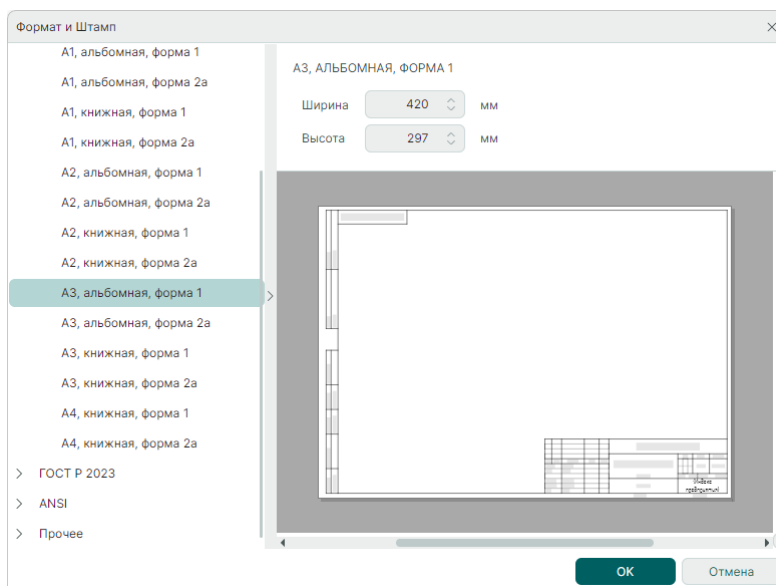 Формат и Штамп
А1, альбомная, форма 1
А1, альбомная, форма 2а
А1, книжная, форма 1
А1, книжная, форма 2а
А2, альбомная, форма 1
А2, альбомная, форма 2а
А2, книжная, форма 1
А2, книжная, форма 2а
А3, альбомная, форма 1
А3, альбомная, форма 2а
А3, книжная, форма 1
А3, книжная, форма 2а
А4, книжная, форма 1
А4, книжная, форма 2а
ГОСТ Р 2023
ANSI
Прочее
А3, АЛЬБОМНАЯ, ФОРМА 1
Ширина 420 мм
Высота 297 мм
Индекс
предприятия
ОК Отмена